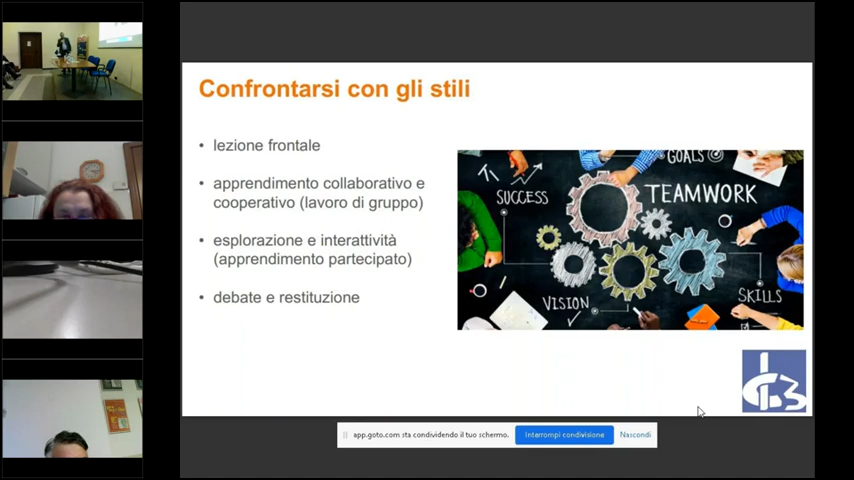 Confrontarsi con gli stili
• lezione frontale
• apprendimento collaborativo e
cooperativo (lavoro di gruppo)
• esplorazione e interattività
(apprendimento partecipato)
• debate e restituzione
GOALS
SUCCESS
TEAMWORK
VISION
SKILLS
app.goto.com sta condividendo il tuo schermo.
Interrompi condivisione
Nascondi